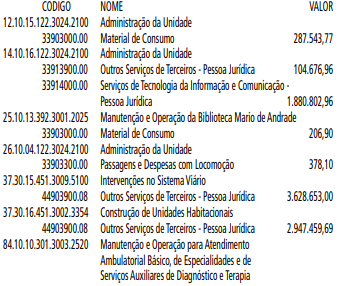 CODIGO NOME VALOR
12.10.15.122.3024.2100 Administração da Unidade
33903000.00 Material de Consumo 287.543,77
14.10.16.122.3024.2100 Administração da Unidade
33913900.00 Outros Serviços de Terceiros - Pessoa Jurídica 104.676,96
33914000.00 Serviços de Tecnologia da Informação e Comunicação -
Pessoa Jurídica 1.880.802,96
25.10.13.392.3001.2025 Manutenção e Operação da Biblioteca Mario de Andrade
33903000.00 Material de Consumo 206,90
26.10.04.122.3024.2100 Administração da Unidade
33903300.00 Passagens e Despesas com Locomoção 378,10
37.30.15.451.3009.5100 Intervenções no Sistema Viário
44903900.08 Outros Serviços de Terceiros - Pessoa Jurídica 3.628.653,00
37.30.16.451.3002.3354 Construção de Unidades Habitacionais
44903900.08 Outros Serviços de Terceiros - Pessoa Jurídica 2.947.459,69
84.10.10.301.3003.2520 Manutenção e Operação para Atendimento
Ambulatorial Básico, de Especialidades e de
Serviços Auxiliares de Diagnóstico e Terapia